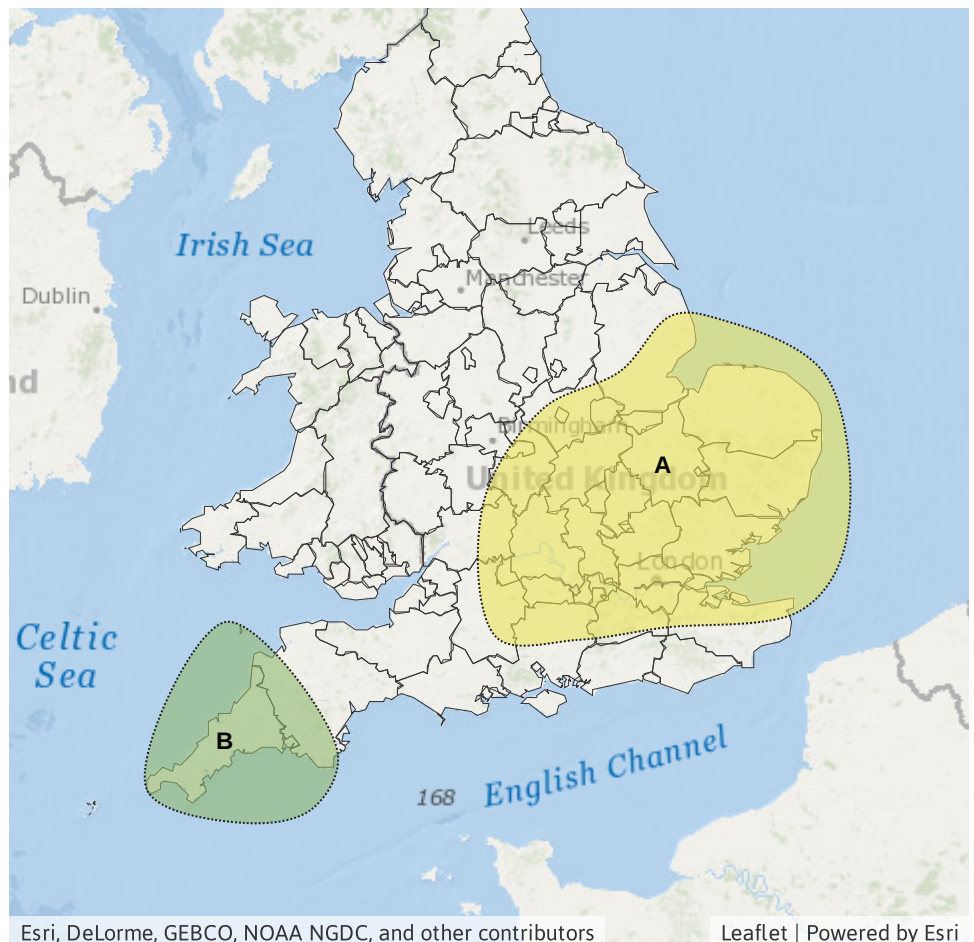 Leeds
Irish Sea
Manchester
Dublin
nd
Birmingham
A
United Kingdom
London
Celtic
Sea
B
English Channel
168
Esri, DeLorme, GEBCO, NOAA NGDC, and other contributors
Leaflet | Powered by Esri